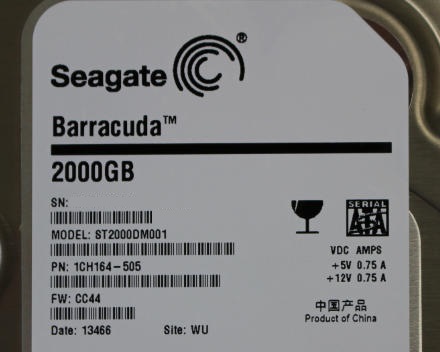 Seagate®
Barracuda™
2000GB
SN:
MODEL: ST2000DM001
PN: 1CH164-505
FW: CC44
Date: 13466 Site: WU
SERIAL
ATA
VDC AMPS
+5V 0.75 A
+12V 0.75 A
中国产品
Product of China